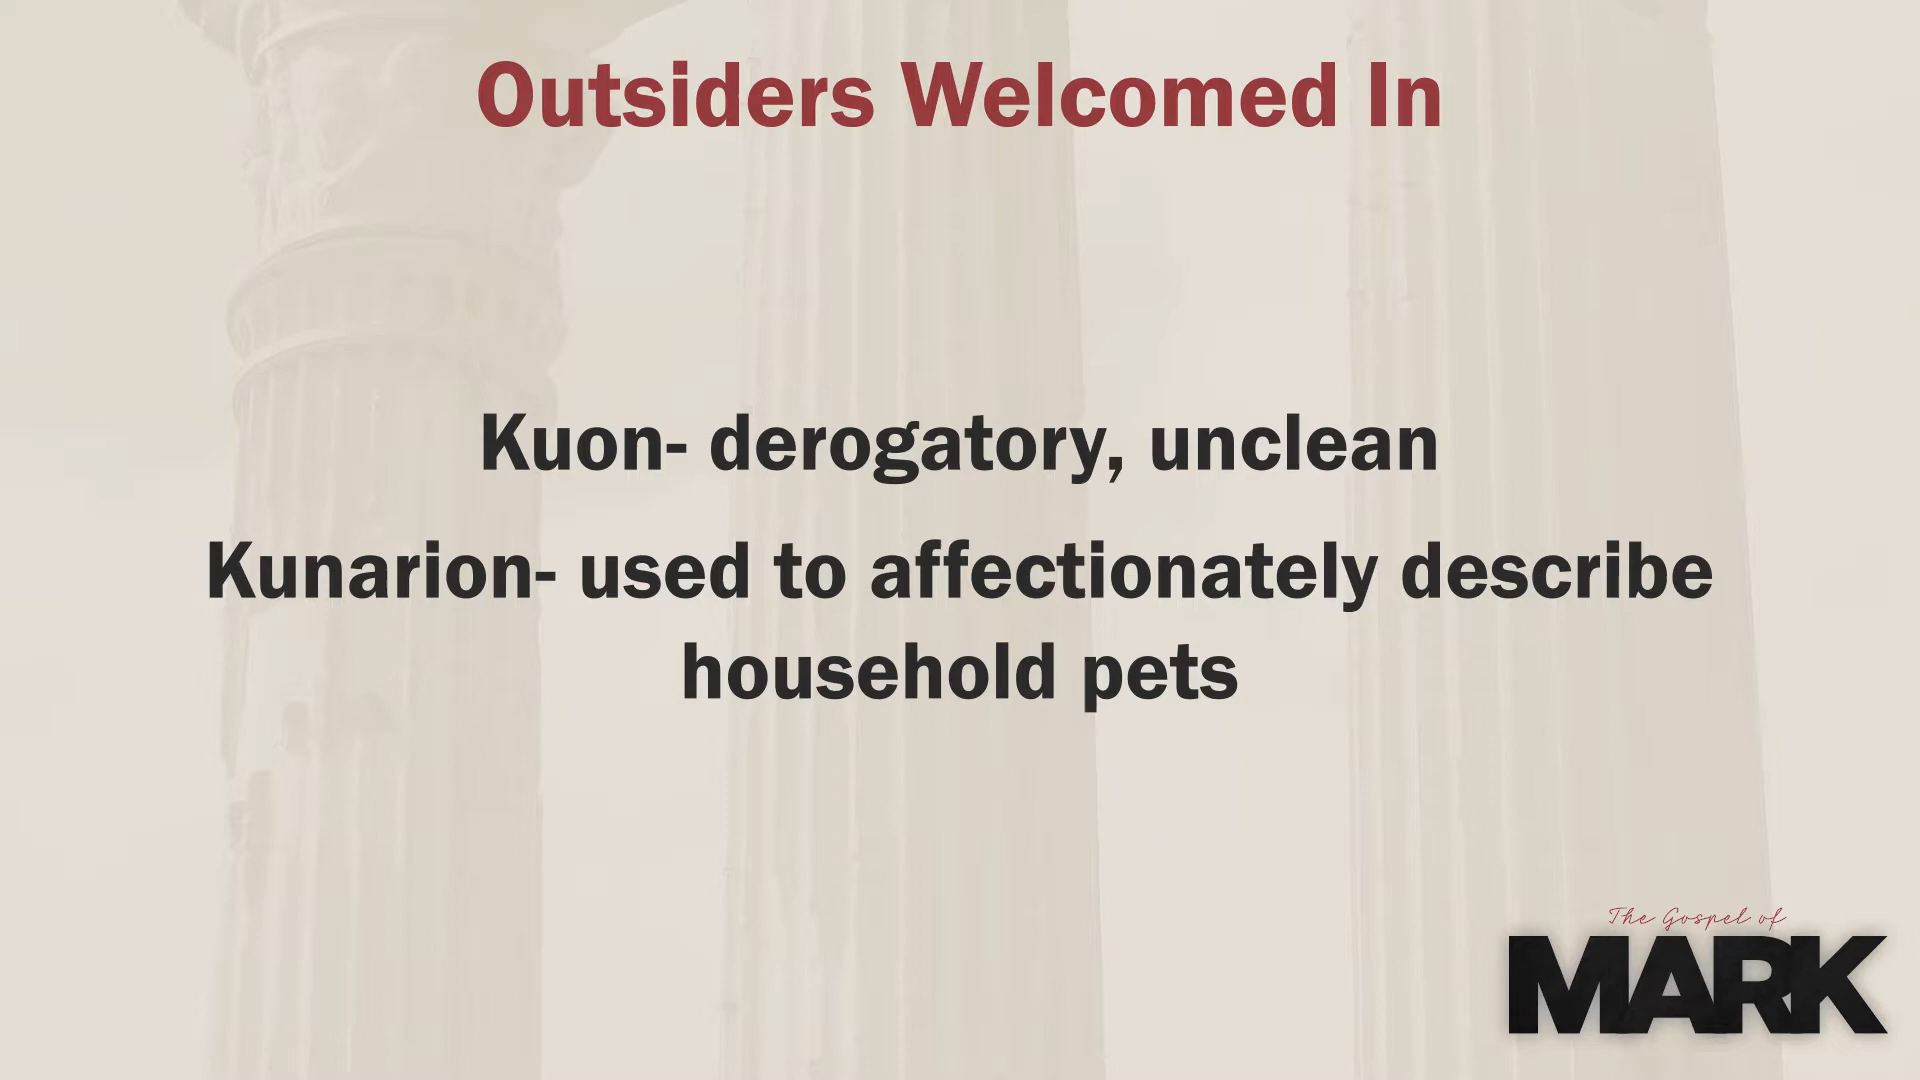 Outsiders Welcomed In
Kuon- derogatory, unclean
Kunarion- used to affectionately describe
household pets
The Gospel of
MARK